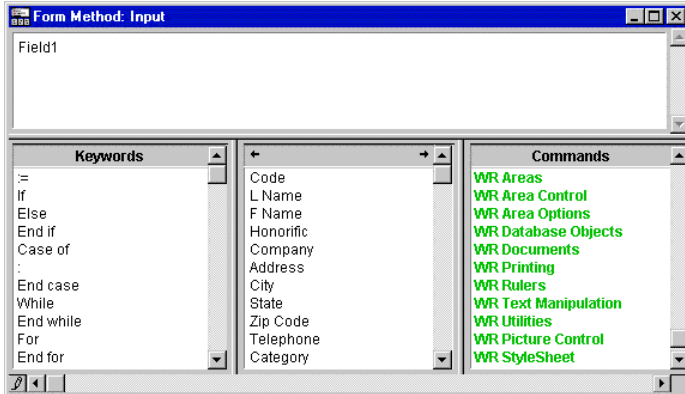 Form Method: Input
Field1
Keywords
:=
If
Else
End if
Case of
:
End case
While
End while
For
End for
← →
Code
L Name
F Name
Honorific
Company
Address
City
State
Zip Code
Telephone
Category
Commands
WR Areas
WR Area Control
WR Area Options
WR Database Objects
WR Documents
WR Printing
WR Rulers
WR Text Manipulation
WR Utilities
WR Picture Control
WR StyleSheet